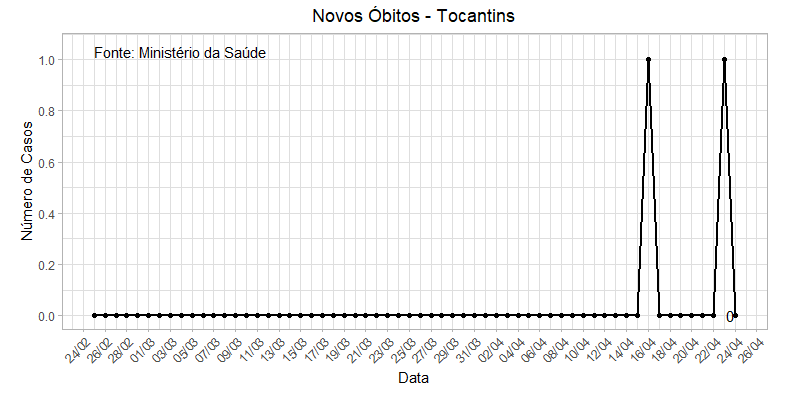 Novos Óbitos - Tocantins
Fonte: Ministério da Saúde
Número de Casos
1.0
0.8
0.6
0.4
0.2
0.0
0
24/02 26/02 28/02 01/03 03/03 05/03 07/03 09/03 11/03 13/03 15/03 17/03 19/03 21/03 23/03 25/03 27/03 29/03 31/03 02/04 04/04 06/04 08/04 10/04 12/04 14/04 16/04 18/04 20/04 22/04 24/04 26/04
Data